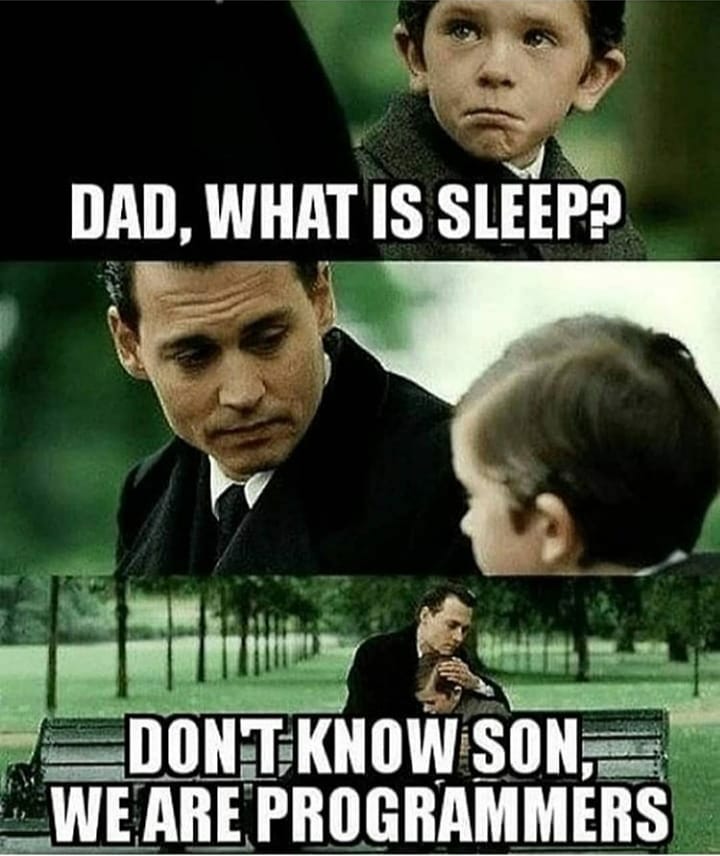 DAD, WHAT IS SLEEP?
DON'T KNOW SON,
WE ARE PROGRAMMERS